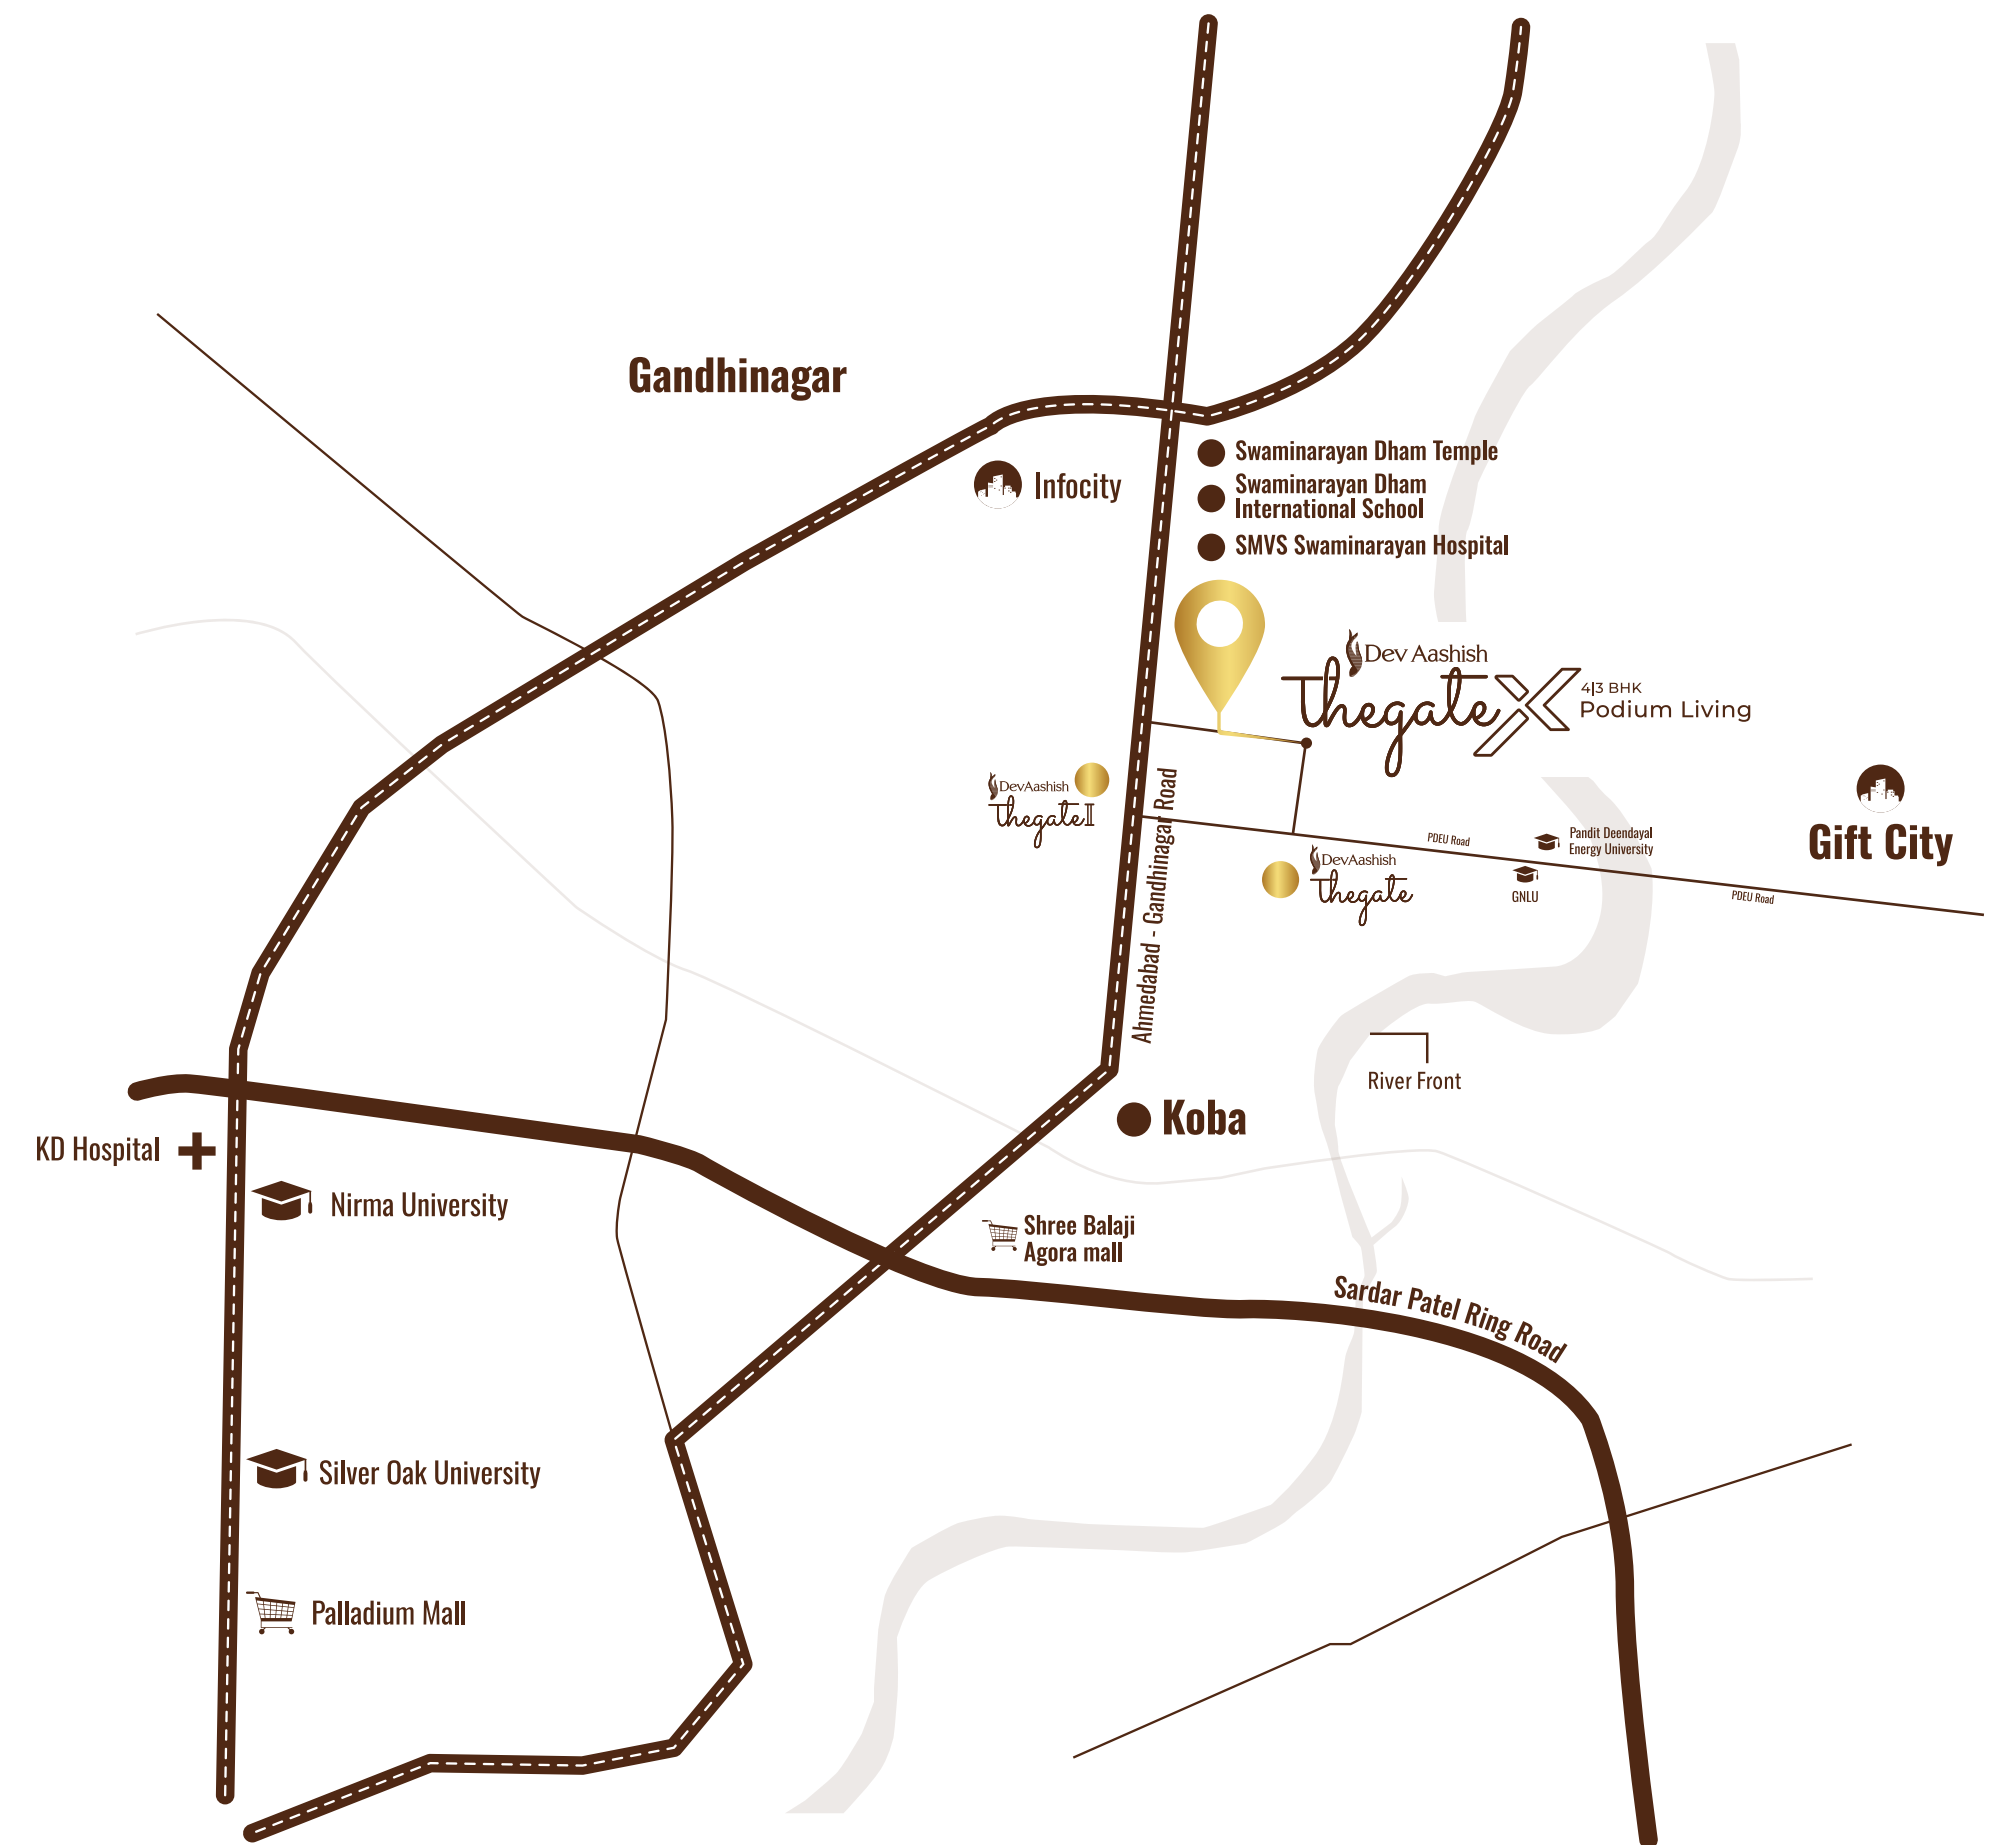 Gandhinagar
Infocity
Swaminarayan Dham Temple
Swaminarayan Dham
International School
SMVS Swaminarayan Hospital
Dev Aashish
Thegate X
4|3 BHK
Podium Living
DevAashish
Thegate II
Ahmedabad - Gandhinagar Road
DevAashish
Thegate
PDEU Road
Pandit Deendayal
Energy University
GNLU
PDEU Road
Gift City
River Front
Koba
KD Hospital
Nirma University
Shree Balaji
Agora mall
Sardar Patel Ring Road
Silver Oak University
Palladium Mall